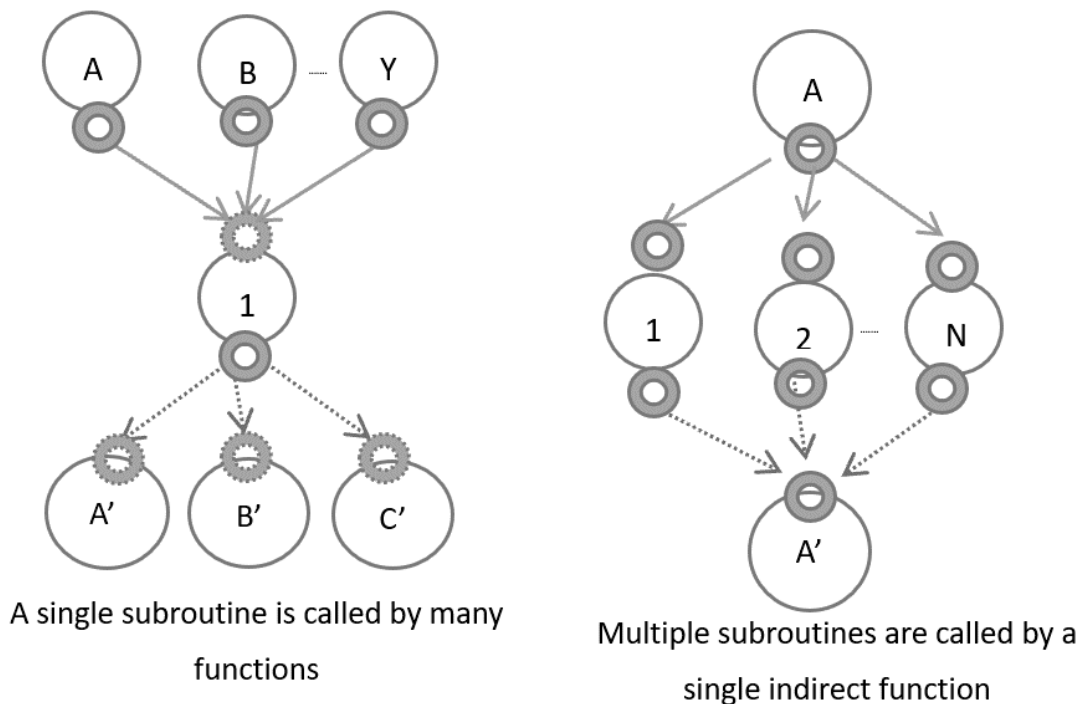 A
B
Y
1
A’
B’
C’
A single subroutine is called by many
functions
A
1
2
N
A’
Multiple subroutines are called by a
single indirect function